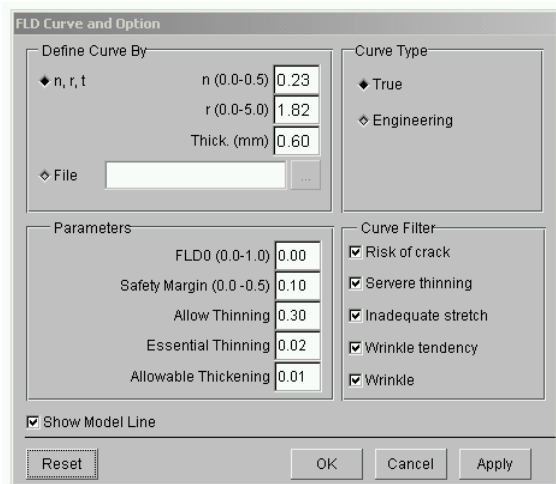 FLD Curve and Option
Define Curve By
n, r, t
n (0.0-0.5) 0.23
r (0.0-5.0) 1.82
Thick. (mm) 0.60
File ...
Curve Type
True
Engineering
Parameters
FLD0 (0.0-1.0) 0.00
Safety Margin (0.0 -0.5) 0.10
Allow Thinning 0.30
Essential Thinning 0.02
Allowable Thickening 0.01
Curve Filter
Risk of crack
Servere thinning
Inadequate stretch
Wrinkle tendency
Wrinkle
Show Model Line
Reset OK Cancel Apply